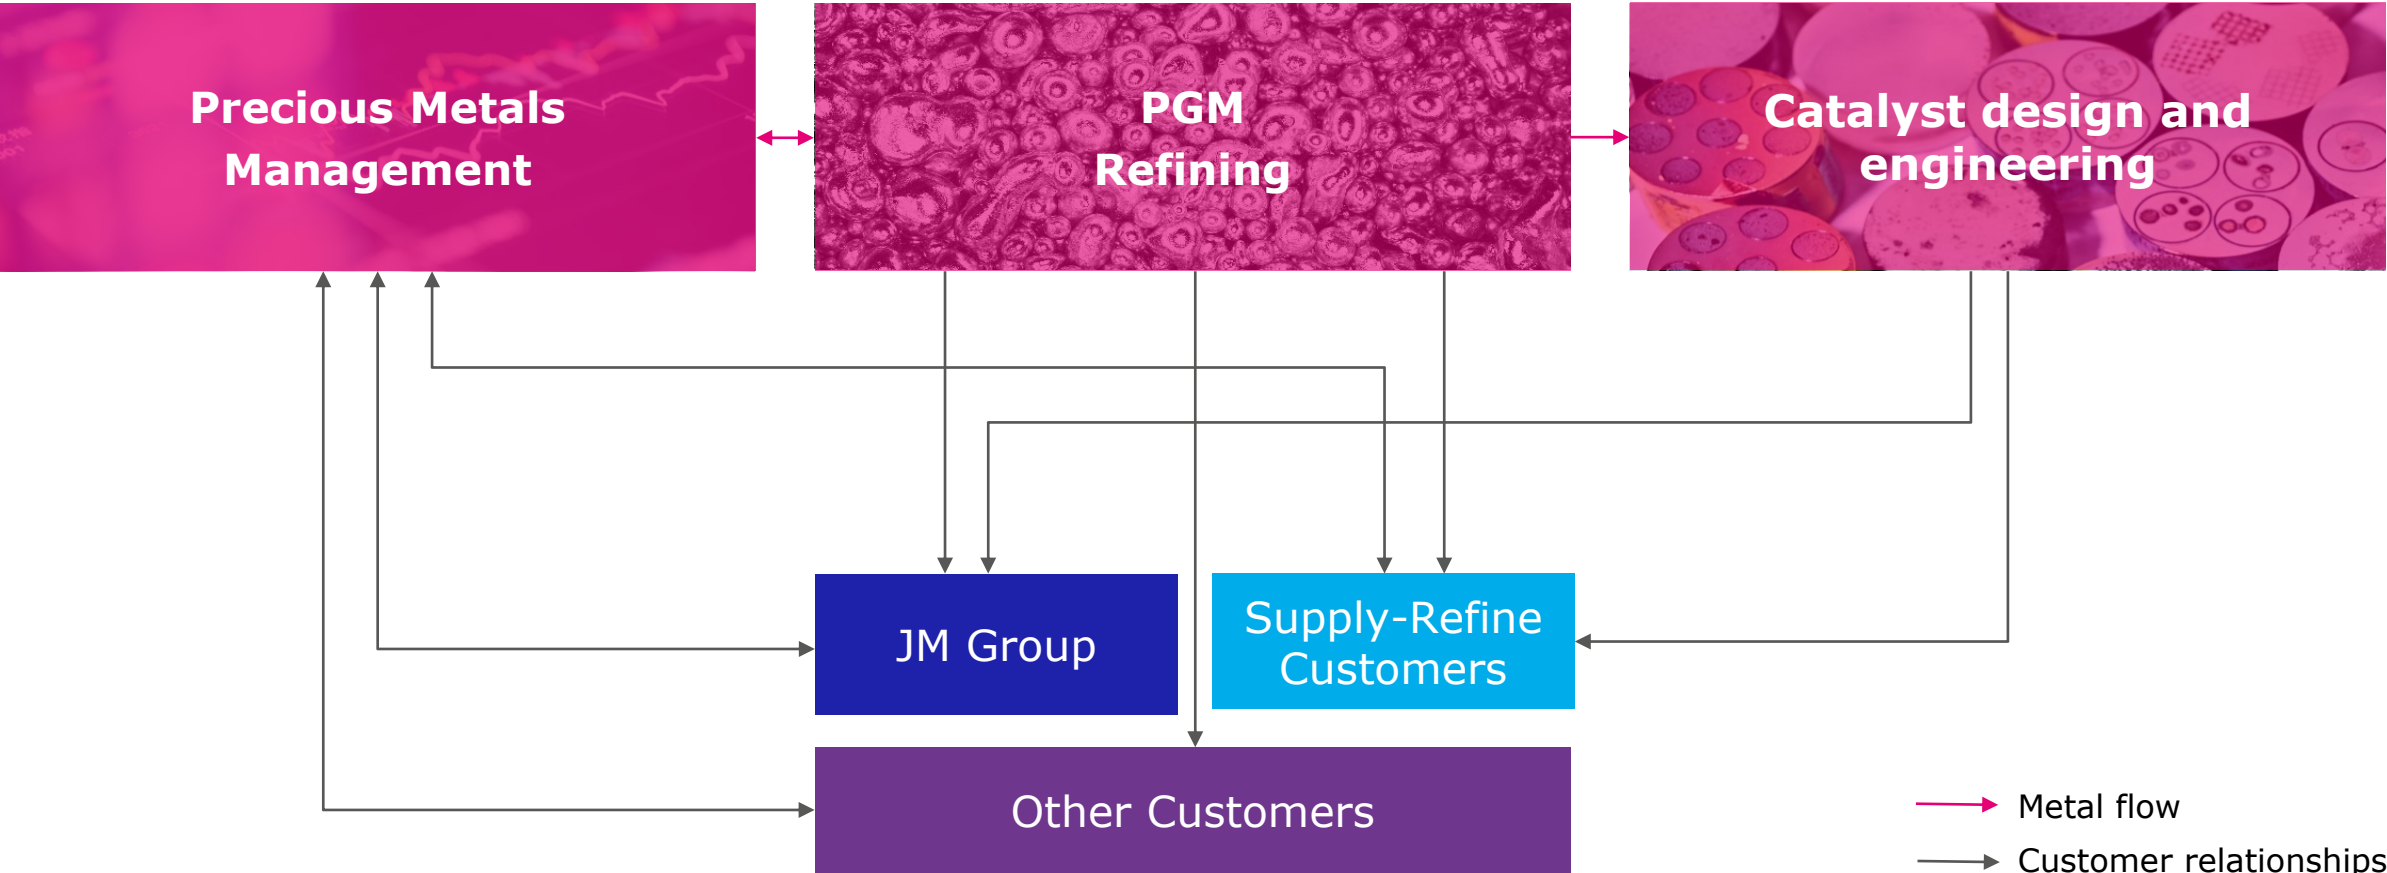 Precious Metals
Management
PGM
Refining
Catalyst design and
engineering
JM Group
Supply-Refine
Customers
Other Customers
Metal flow
Customer relationships